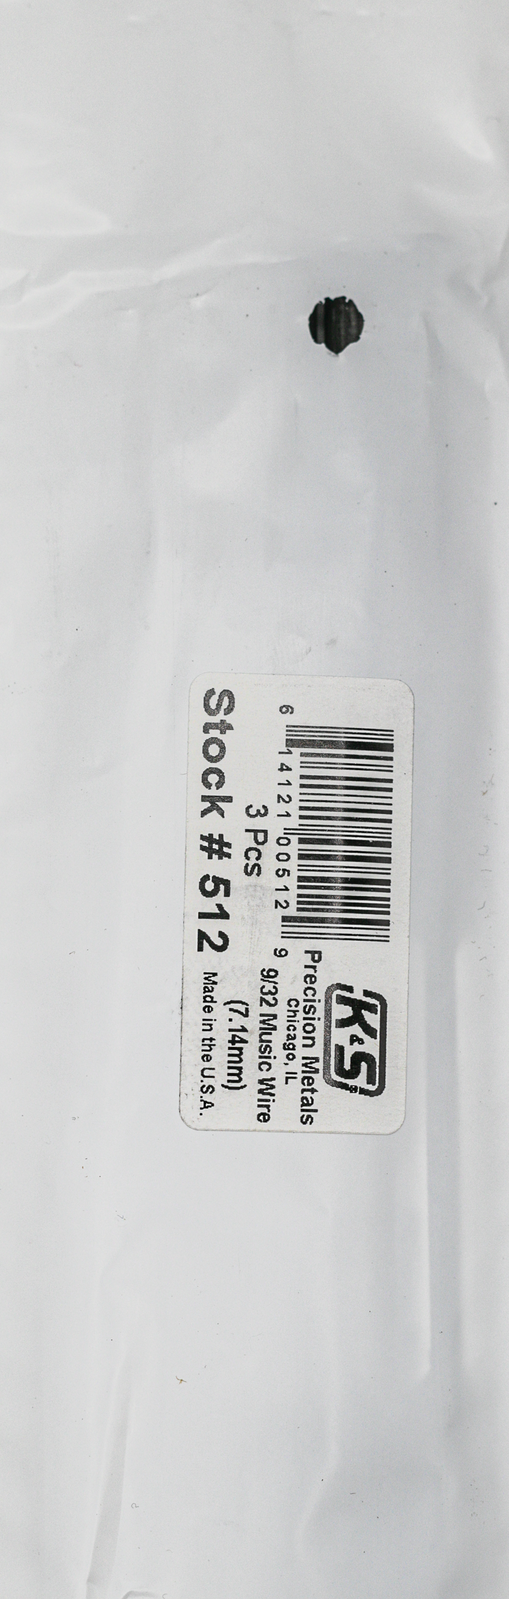 6 14121 00512 9
3 Pcs
Stock # 512
K&S
Precision Metals
Chicago, IL
9/32 Music Wire
(7.14mm)
Made in the U.S.A.